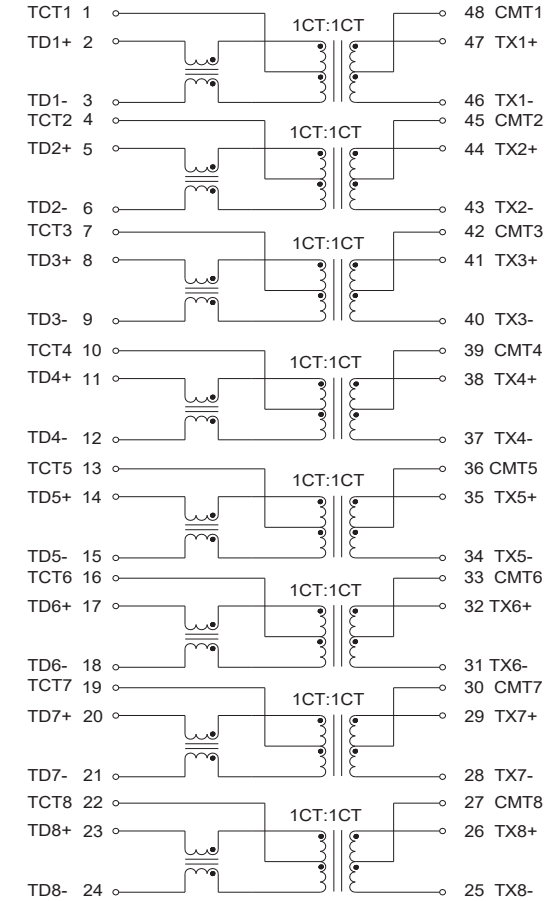 TCT1 1 48 CMT1
1CT:1CT
TD1+ 2 47 TX1+
TD1- 3 46 TX1-
TCT2 4 45 CMT2
1CT:1CT
TD2+ 5 44 TX2+
TD2- 6 43 TX2-
TCT3 7 42 CMT3
1CT:1CT
TD3+ 8 41 TX3+
TD3- 9 40 TX3-
TCT4 10 39 CMT4
1CT:1CT
TD4+ 11 38 TX4+
TD4- 12 37 TX4-
TCT5 13 36 CMT5
1CT:1CT
TD5+ 14 35 TX5+
TD5- 15 34 TX5-
TCT6 16 33 CMT6
1CT:1CT
TD6+ 17 32 TX6+
TD6- 18 31 TX6-
TCT7 19 30 CMT7
1CT:1CT
TD7+ 20 29 TX7+
TD7- 21 28 TX7-
TCT8 22 27 CMT8
1CT:1CT
TD8+ 23 26 TX8+
TD8- 24 25 TX8-